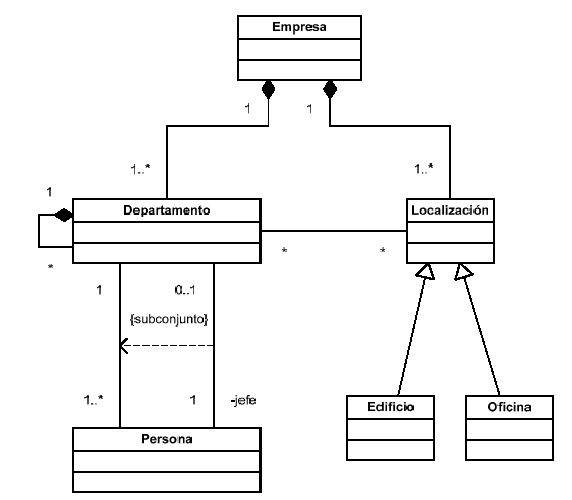 Empresa
1
1
1..*
1..*
1
Departamento
Localización
*
*
*
1
0..1
{subconjunto}
1..*
1
-jefe
Edificio
Oficina
Persona